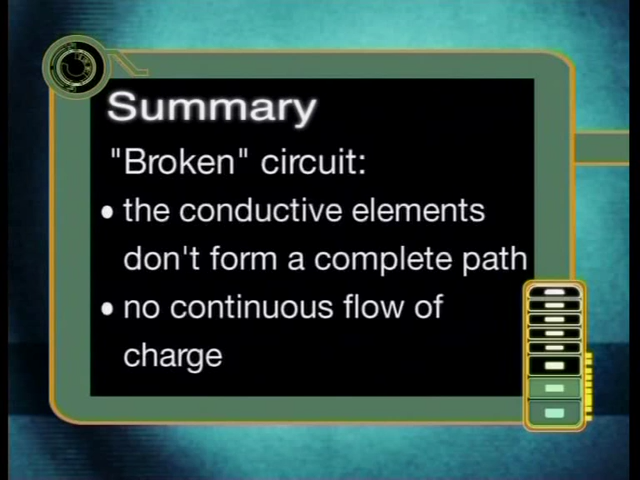 Summary
"Broken" circuit:
• the conductive elements
don't form a complete path
• no continuous flow of
charge